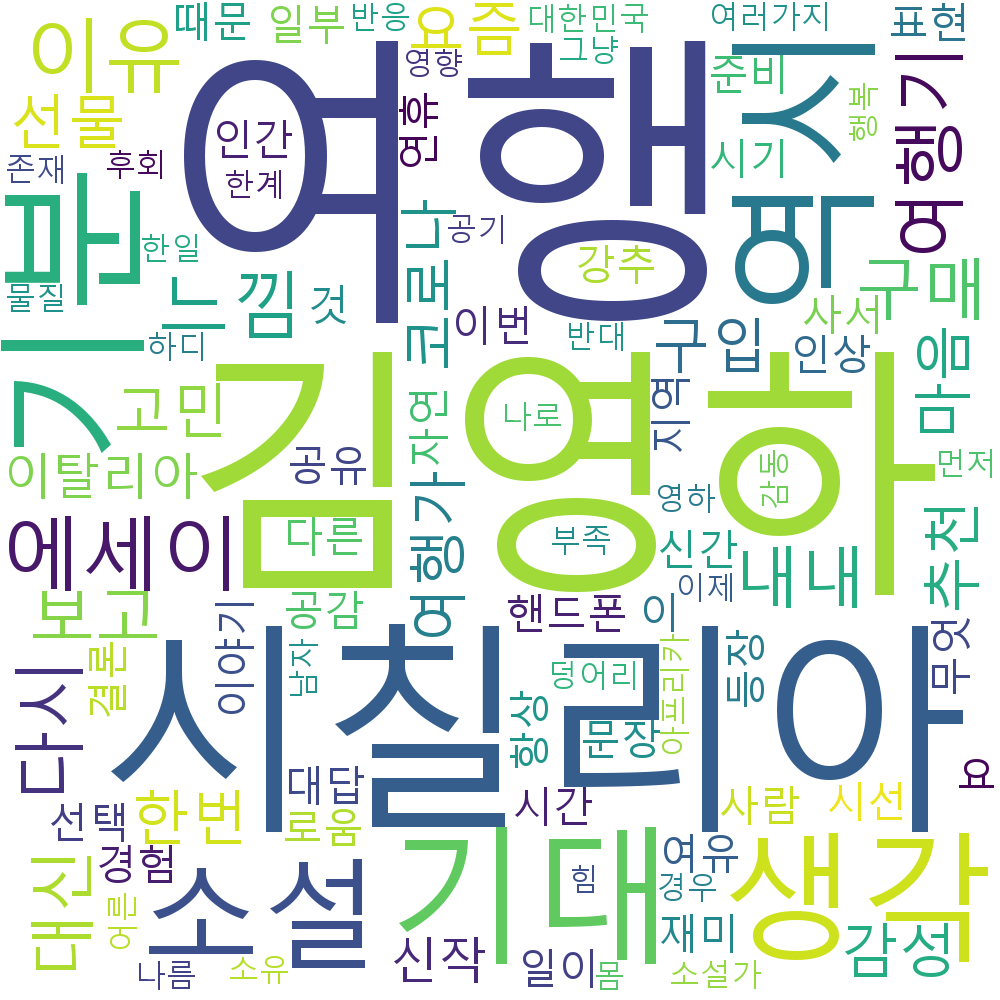 이유
때문
일부
반응
요즘
대한민국
여러가지
표현
그냥
영향
여행
역시
준비
행복
여행기
선물
인간
한계
연휴
시기
존재
후회
기분
한일
물질
하디
누
낌
것
코로나
공기
강추
이번
반대
구입
사서
인상
구매
마음
고민
김영하
이탈리아
공유
자연
나로
지역
감동
먼저
에세이
다른
여행가
부족
영하
신간
내내
추천
보고
공감
핸드폰
이
이제
다시
결론
이야기
남자
시칠리아
덩어리
아프리카
등장
무엇
항상
문장
요
선택
한번
대답
로움
시간
사람
시선
대신
경험
어른
소설
기대
힘
여유
경우
생각
나름
소유
신작
일이
몸
재미
소설가
감성